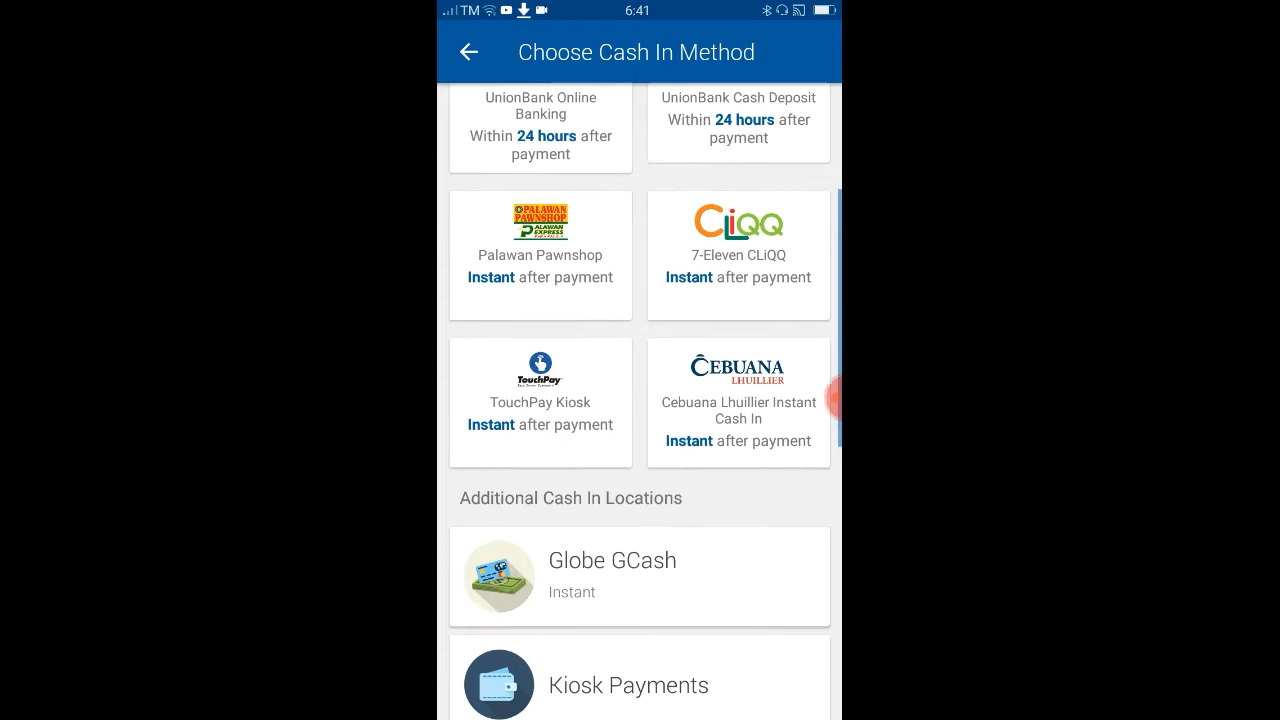 TM 6:41
Choose Cash In Method
UnionBank Online
Banking
Within 24 hours after
payment
UnionBank Cash Deposit
Within 24 hours after
payment
PALAWAN
PAWNSHOP
PALAWAN
EXPRESS
Palawan Pawnshop
Instant after payment
CLiQQ
7-Eleven CLiQQ
Instant after payment
TouchPay
TouchPay Kiosk
Instant after payment
CEBUANA
LHUILLIER
Cebuana Lhuillier Instant
Cash In
Instant after payment
Additional Cash In Locations
Globe GCash
Instant
Kiosk Payments